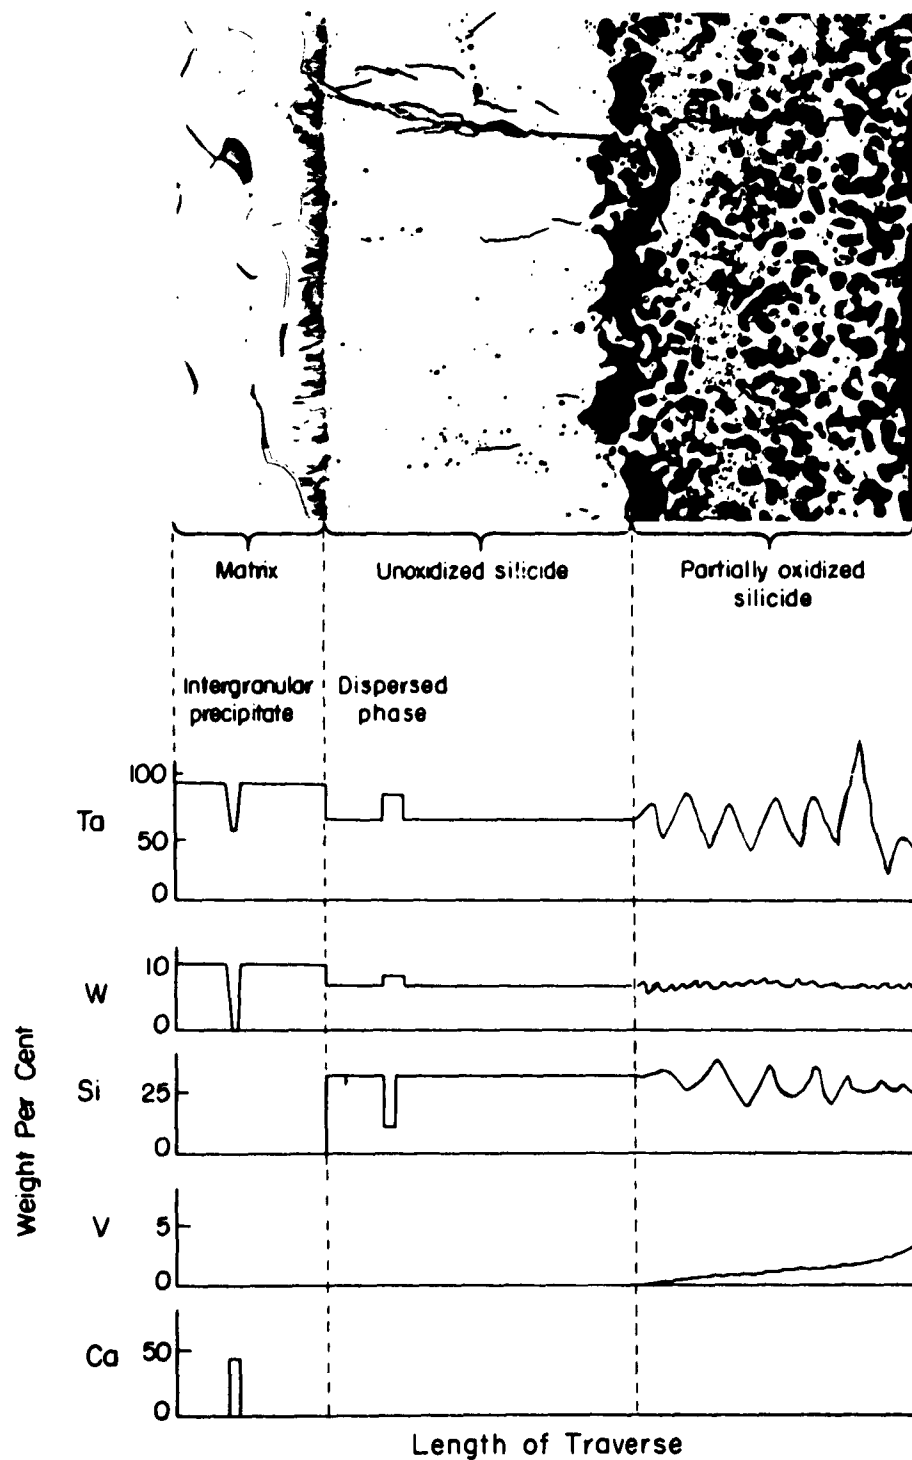 Matrix
Unoxidized silicide
Partially oxidized
silicide
Intergranular
precipitate
Dispersed
phase
Weight Per Cent
Ta
100
50
0
W
10
0
Si
25
0
V
5
0
Ca
50
0
Length of Traverse